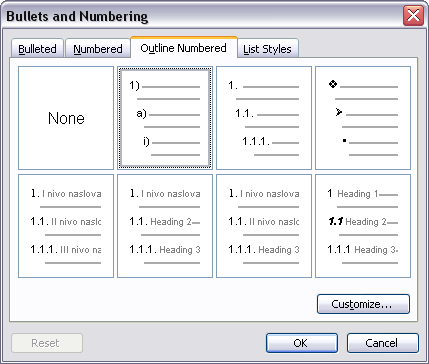 Bullets and Numbering
Bulleted Numbered Outline Numbered List Styles
None
1)
a)
i)
1.
1.1.
1.1.1.
1. I nivo naslova
1.1. II nivo naslo
1.1.1. III nivo na
1. I nivo naslova
1.1. Heading 2
1.1.1. Heading 3
1. I nivo naslova
1.1. II nivo naslo
1.1.1. Heading 3
1 Heading 1
1.1 Heading 2
1.1.1 Heading 3
Customize...
Reset OK Cancel